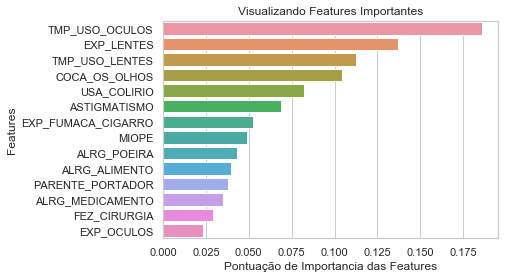 Visualizando Features Importantes
TMP_USO_OCULOS
EXP_LENTES
TMP_USO_LENTES
COCA_OS_OLHOS
USA_COLIRIO
ASTIGMATISMO
EXP_FUMACA_CIGARRO
MIOPE
ALRG_POEIRA
ALRG_ALIMENTO
PARENTE_PORTADOR
ALRG_MEDICAMENTO
FEZ_CIRURGIA
EXP_OCULOS
Features
0.000 0.025 0.050 0.075 0.100 0.125 0.150 0.175
Pontuação de Importancia das Features